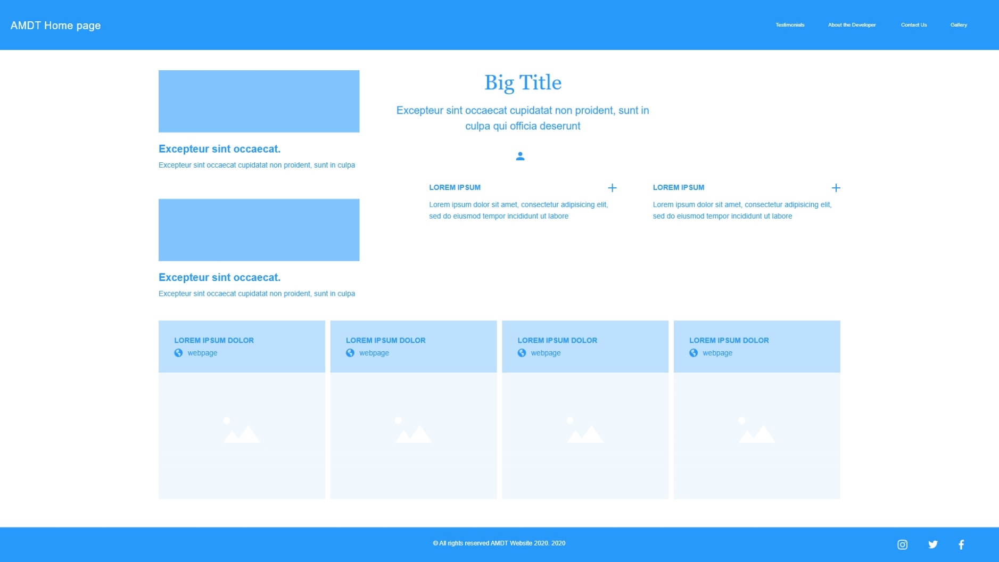 AMDT Home page
Testimonials
About the Developer
Contact Us
Gallery
Excepteur sint occaecat.
Excepteur sint occaecat cupidatat non proident, sunt in culpa
Excepteur sint occaecat.
Excepteur sint occaecat cupidatat non proident, sunt in culpa
Big Title
Excepteur sint occaecat cupidatat non proident, sunt in
culpa qui officia deserunt
LOREM IPSUM
Lorem ipsum dolor sit amet, consectetur adipisicing elit,
sed do eiusmod tempor incididunt ut labore
LOREM IPSUM
Lorem ipsum dolor sit amet, consectetur adipisicing elit,
sed do eiusmod tempor incididunt ut labore
LOREM IPSUM DOLOR
webpage
LOREM IPSUM DOLOR
webpage
LOREM IPSUM DOLOR
webpage
LOREM IPSUM DOLOR
webpage
© All rights reserved AMDT Website 2020. 2020